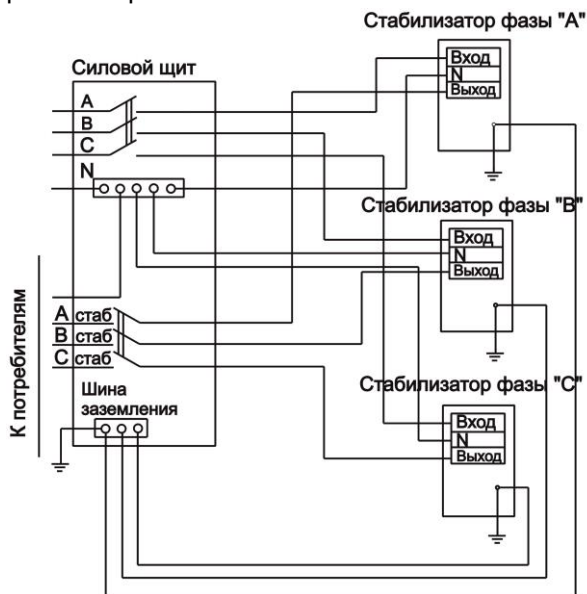 Стабилизатор фазы "А"
Вход
N
Выход
Силовой щит
A
B
C
N
Стабилизатор фазы "В"
Вход
N
Выход
К потребителям
А стаб
В стаб
С стаб
Шина
заземления
Стабилизатор фазы "С"
Вход
N
Выход